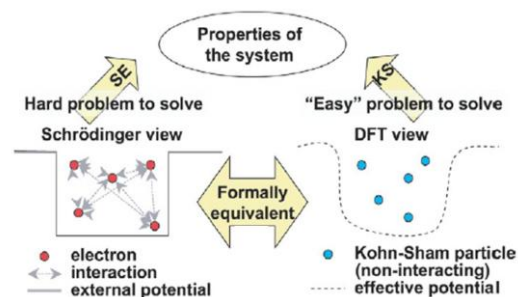 Properties of
the system
SE
KS
Hard problem to solve
"Easy" problem to solve
Schrödinger view
DFT view
Formally
equivalent
electron
interaction
external potential
Kohn-Sham particle
(non-interacting)
effective potential